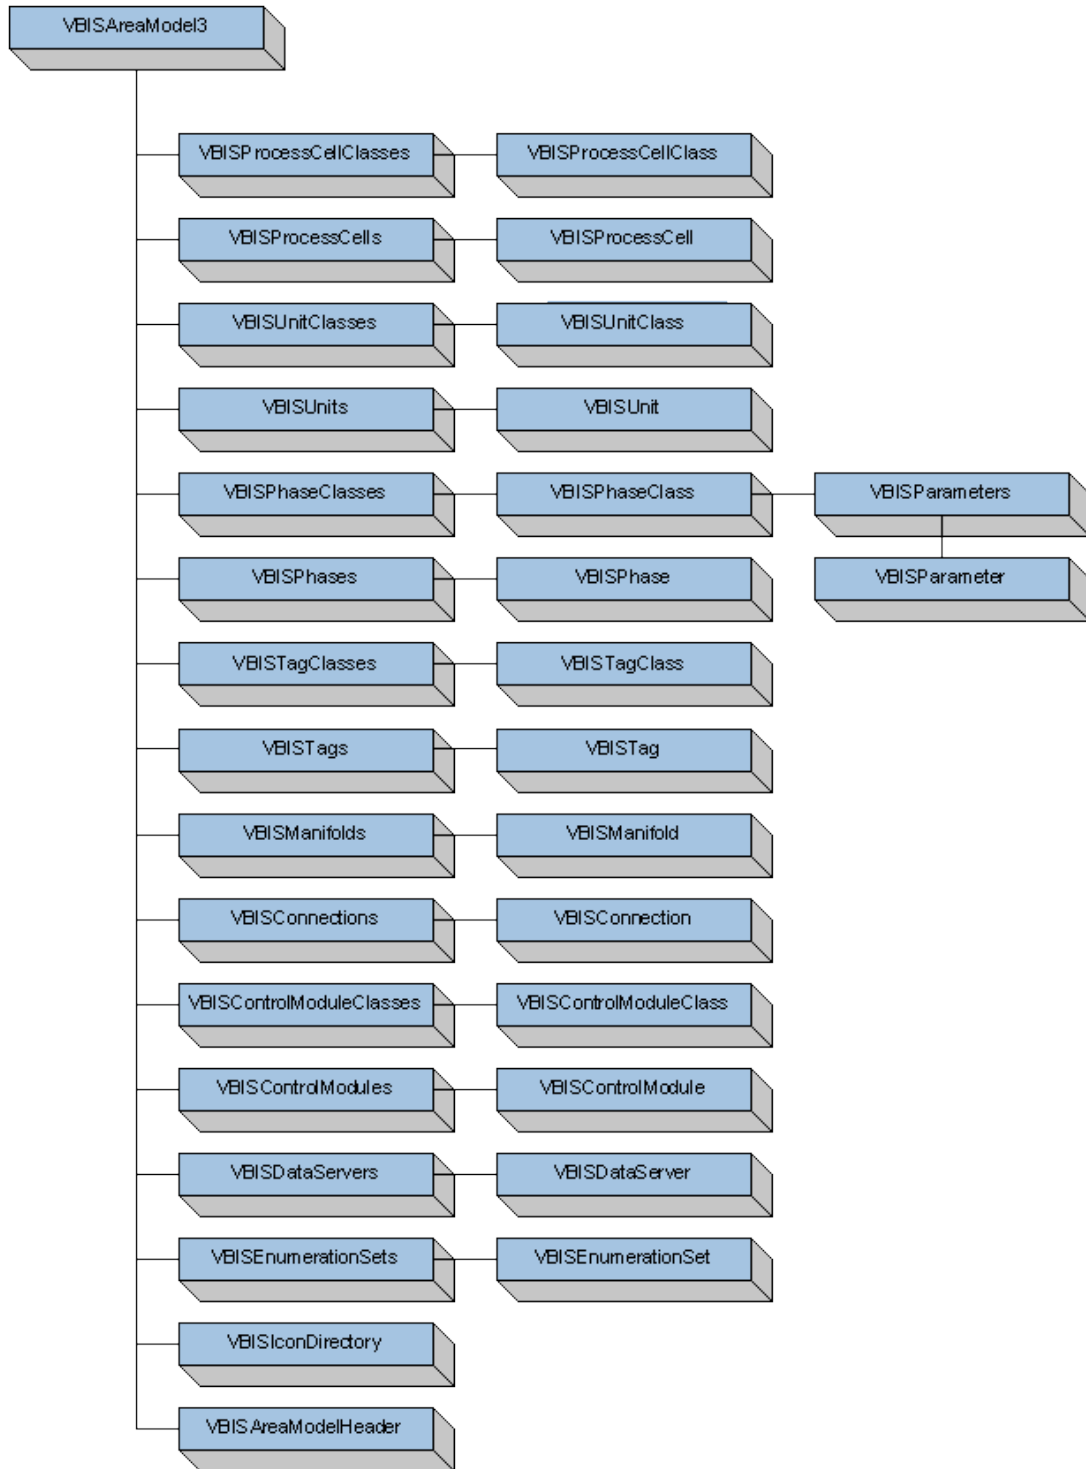 VBISAreaModel3
VBISProcessCellClasses
VBISProcessCellClass
VBISProcessCells
VBISProcessCell
VBISUnitClasses
VBISUnitClass
VBISUnits
VBISUnit
VBISPhaseClasses
VBISPhaseClass
VBISParameters
VBISPhases
VBISPhase
VBISParameter
VBISTagClasses
VBISTagClass
VBISTags
VBISTag
VBISManifolds
VBISManifold
VBISConnections
VBISConnection
VBISControlModuleClasses
VBISControlModuleClass
VBISControlModules
VBISControlModule
VBISDataServers
VBISDataServer
VBISEnumerationSets
VBISEnumerationSet
VBISIconDirectory
VBISAreaModelHeader